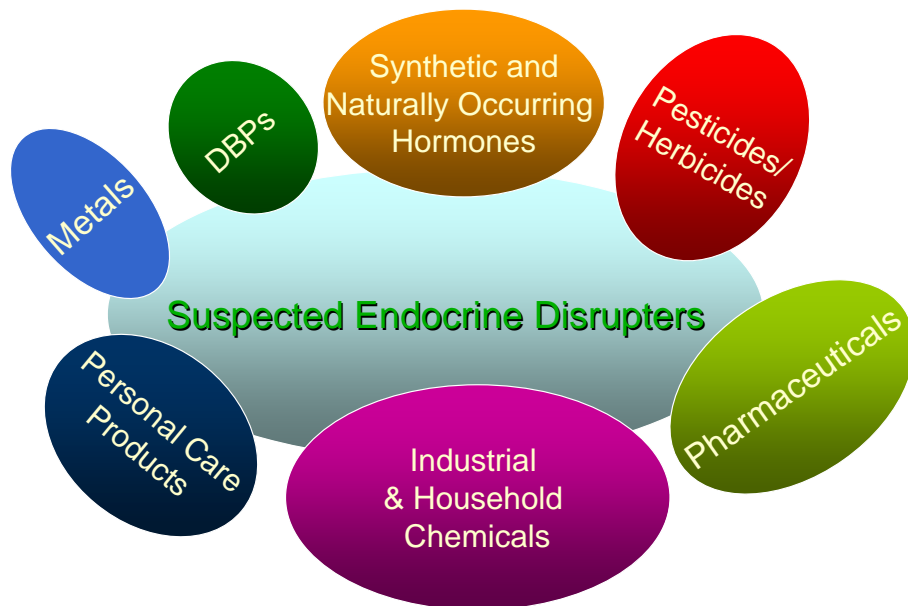 Synthetic and
Naturally Occurring
Hormones
Pesticides/
Herbicides
DBPs
Metals
Suspected Endocrine Disrupters
Personal Care
Products
Pharmaceuticals
Industrial
& Household
Chemicals